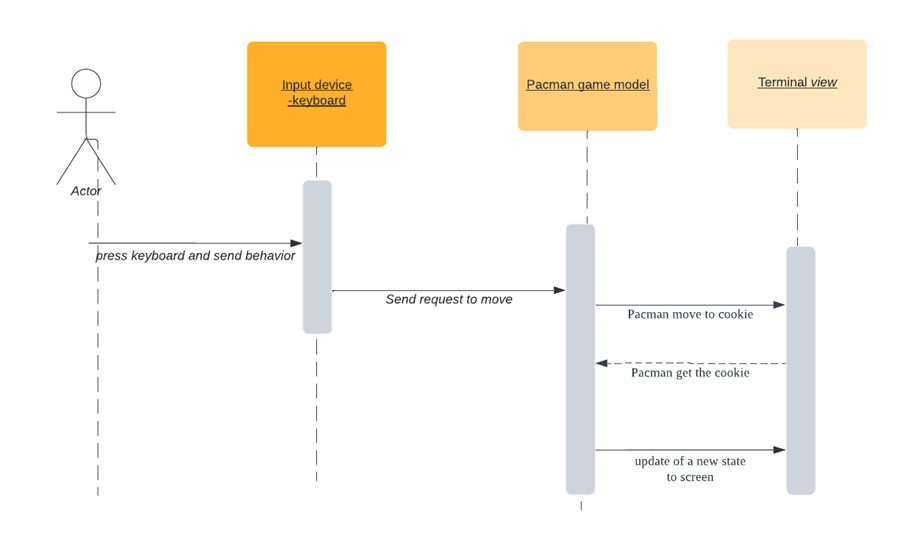 Input device
-keyboard
Pacman game model
Terminal view
Actor
press keyboard and send behavior
Send request to move
Pacman move to cookie
Pacman get the cookie
update of a new state
to screen